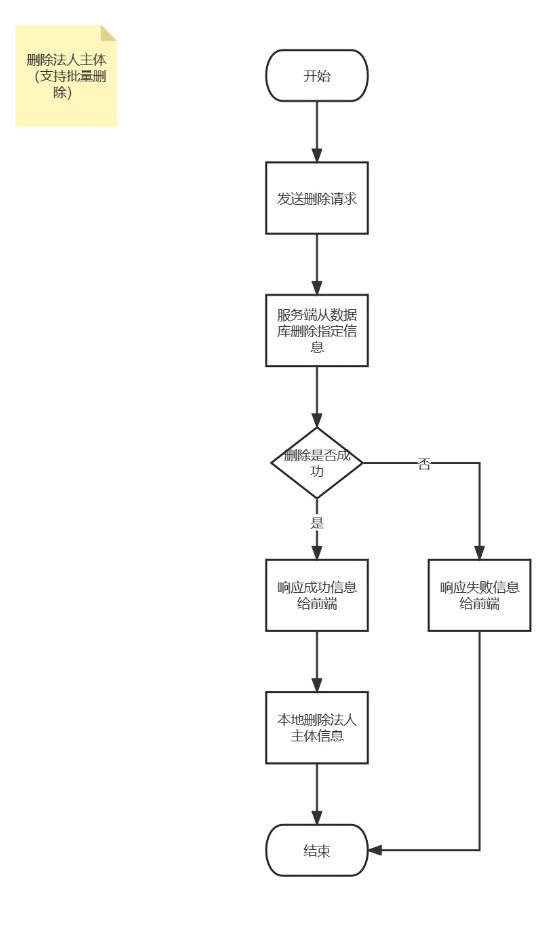 删除法人主体
（支持批量删
除）
开始
发送删除请求
服务端从数据
库删除指定信
息
删除是否成
功
否
是
响应成功信息
给前端
响应失败信息
给前端
本地删除法人
主体信息
结束